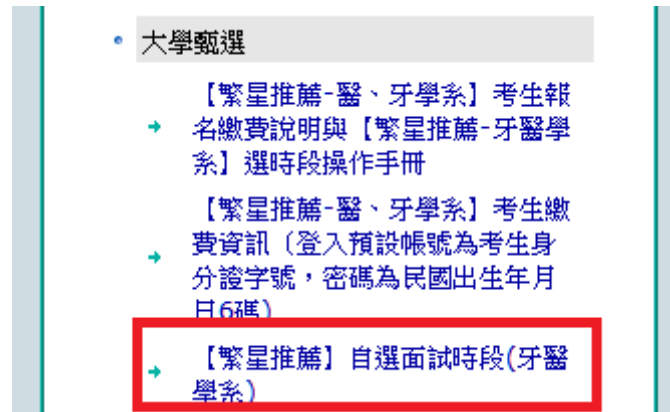 大學甄選
【繁星推薦-醫、牙學系】考生報
名繳費說明與【繁星推薦-牙醫學
系】選時段操作手冊
【繁星推薦-醫、牙學系】考生繳
費資訊〔登入預設帳號為考生身
分證字號，密碼為民國出生年月
日6碼)
【繁星推薦】自選面試時段(牙醫
學系)